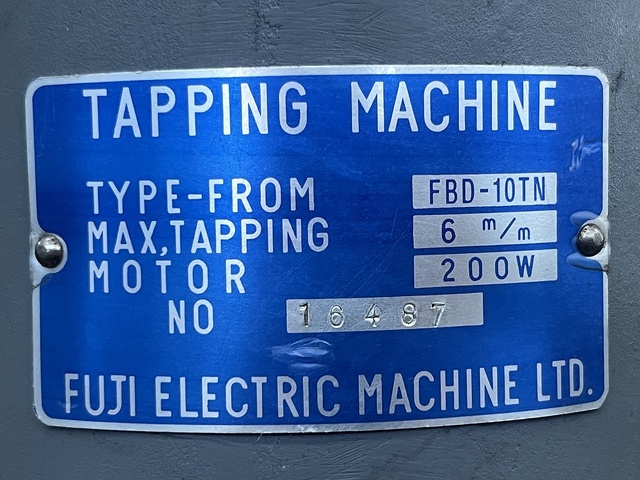 TAPPING MACHINE
TYPE-FROM FBD-10TN
MAX,TAPPING 6 m/m
MOTOR 200W
NO 16487
FUJI ELECTRIC MACHINE LTD.